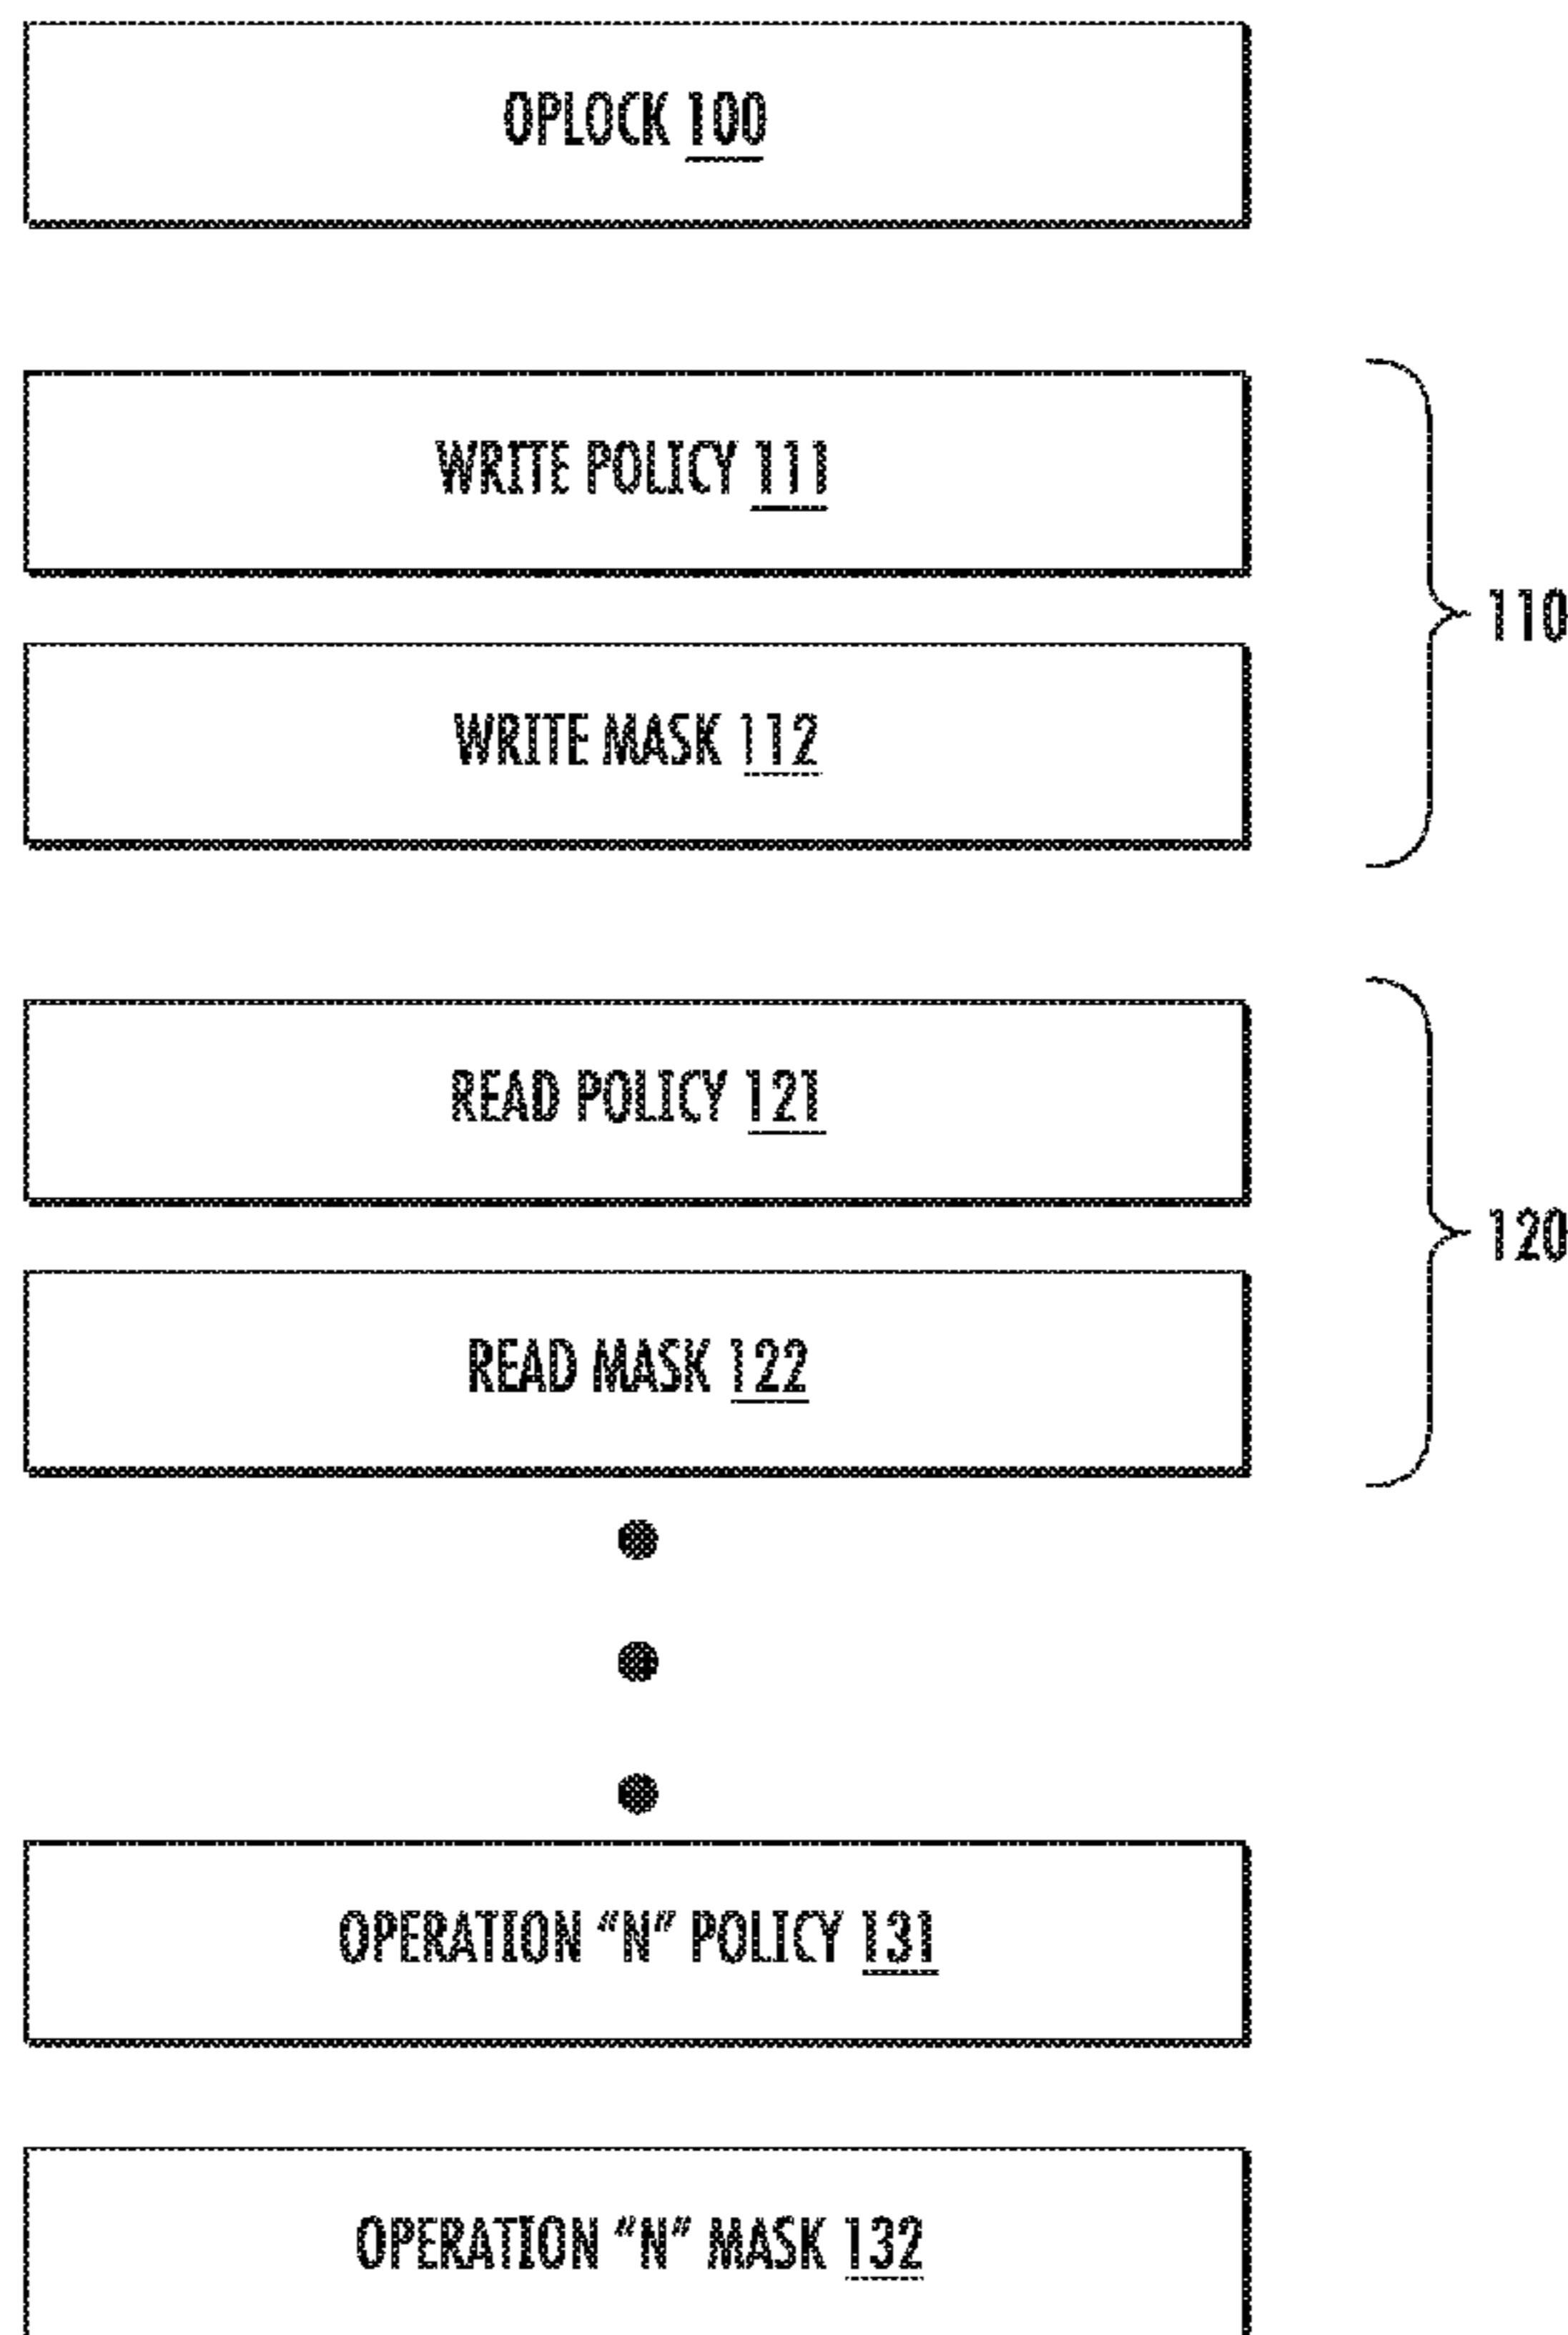 OPLOCK 100
WRITE POLICY 111
WRITE MASK 112
110
READ POLICY 121
READ MASK 122
120
OPERATION “N” POLICY 131
OPERATION “N” MASK 132